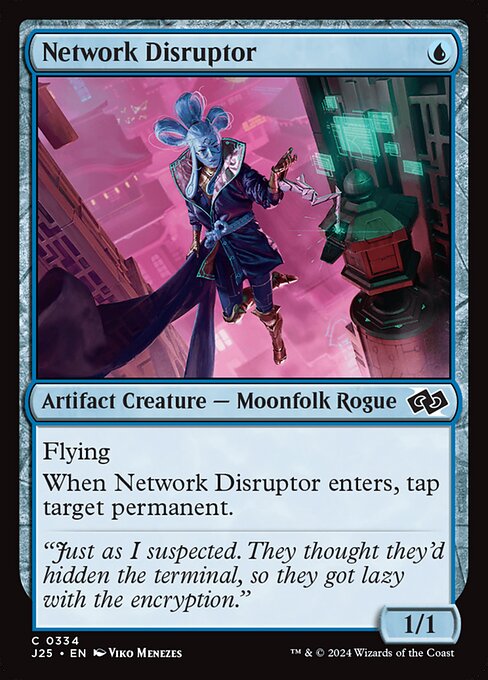 Network Disruptor
Artifact Creature — Moonfolk Rogue
Flying
When Network Disruptor enters, tap
target permanent.
“Just as I suspected. They thought they’d
hidden the terminal, so they got lazy
with the encryption.”
1/1
C 0334
J25 • EN Viko Menezes
™ & © 2024 Wizards of the Coast